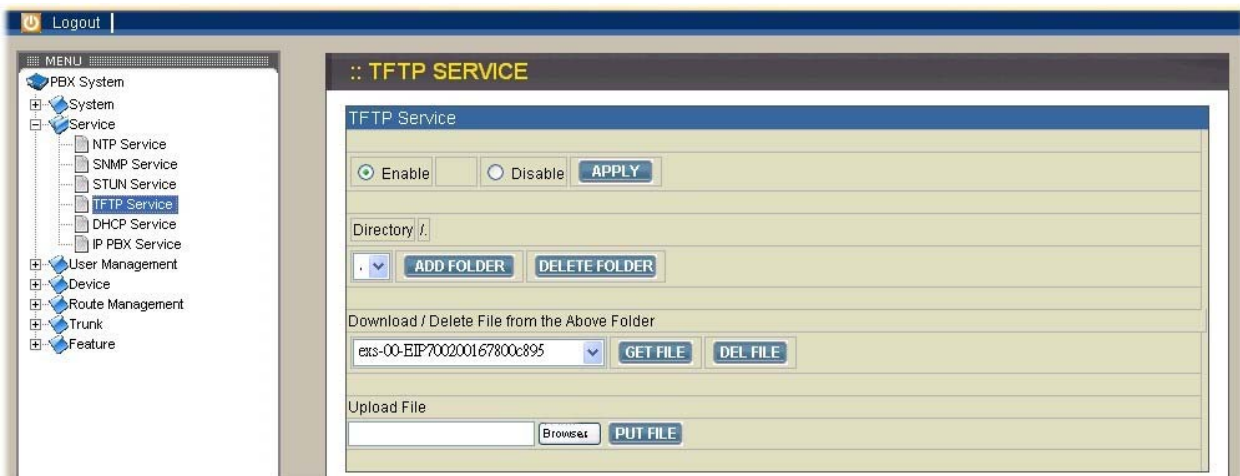 Logout
MENU
PBX System
System
Service
NTP Service
SNMP Service
STUN Service
TFTP Service
DHCP Service
IP PBX Service
User Management
Device
Route Management
Trunk
Feature
:: TFTP SERVICE
TFTP Service
Enable Disable APPLY
Directory /.
. ADD FOLDER DELETE FOLDER
Download / Delete File from the Above Folder
exs-00-EIP700200167800c895 GET FILE DEL FILE
Upload File
Browse.. PUT FILE